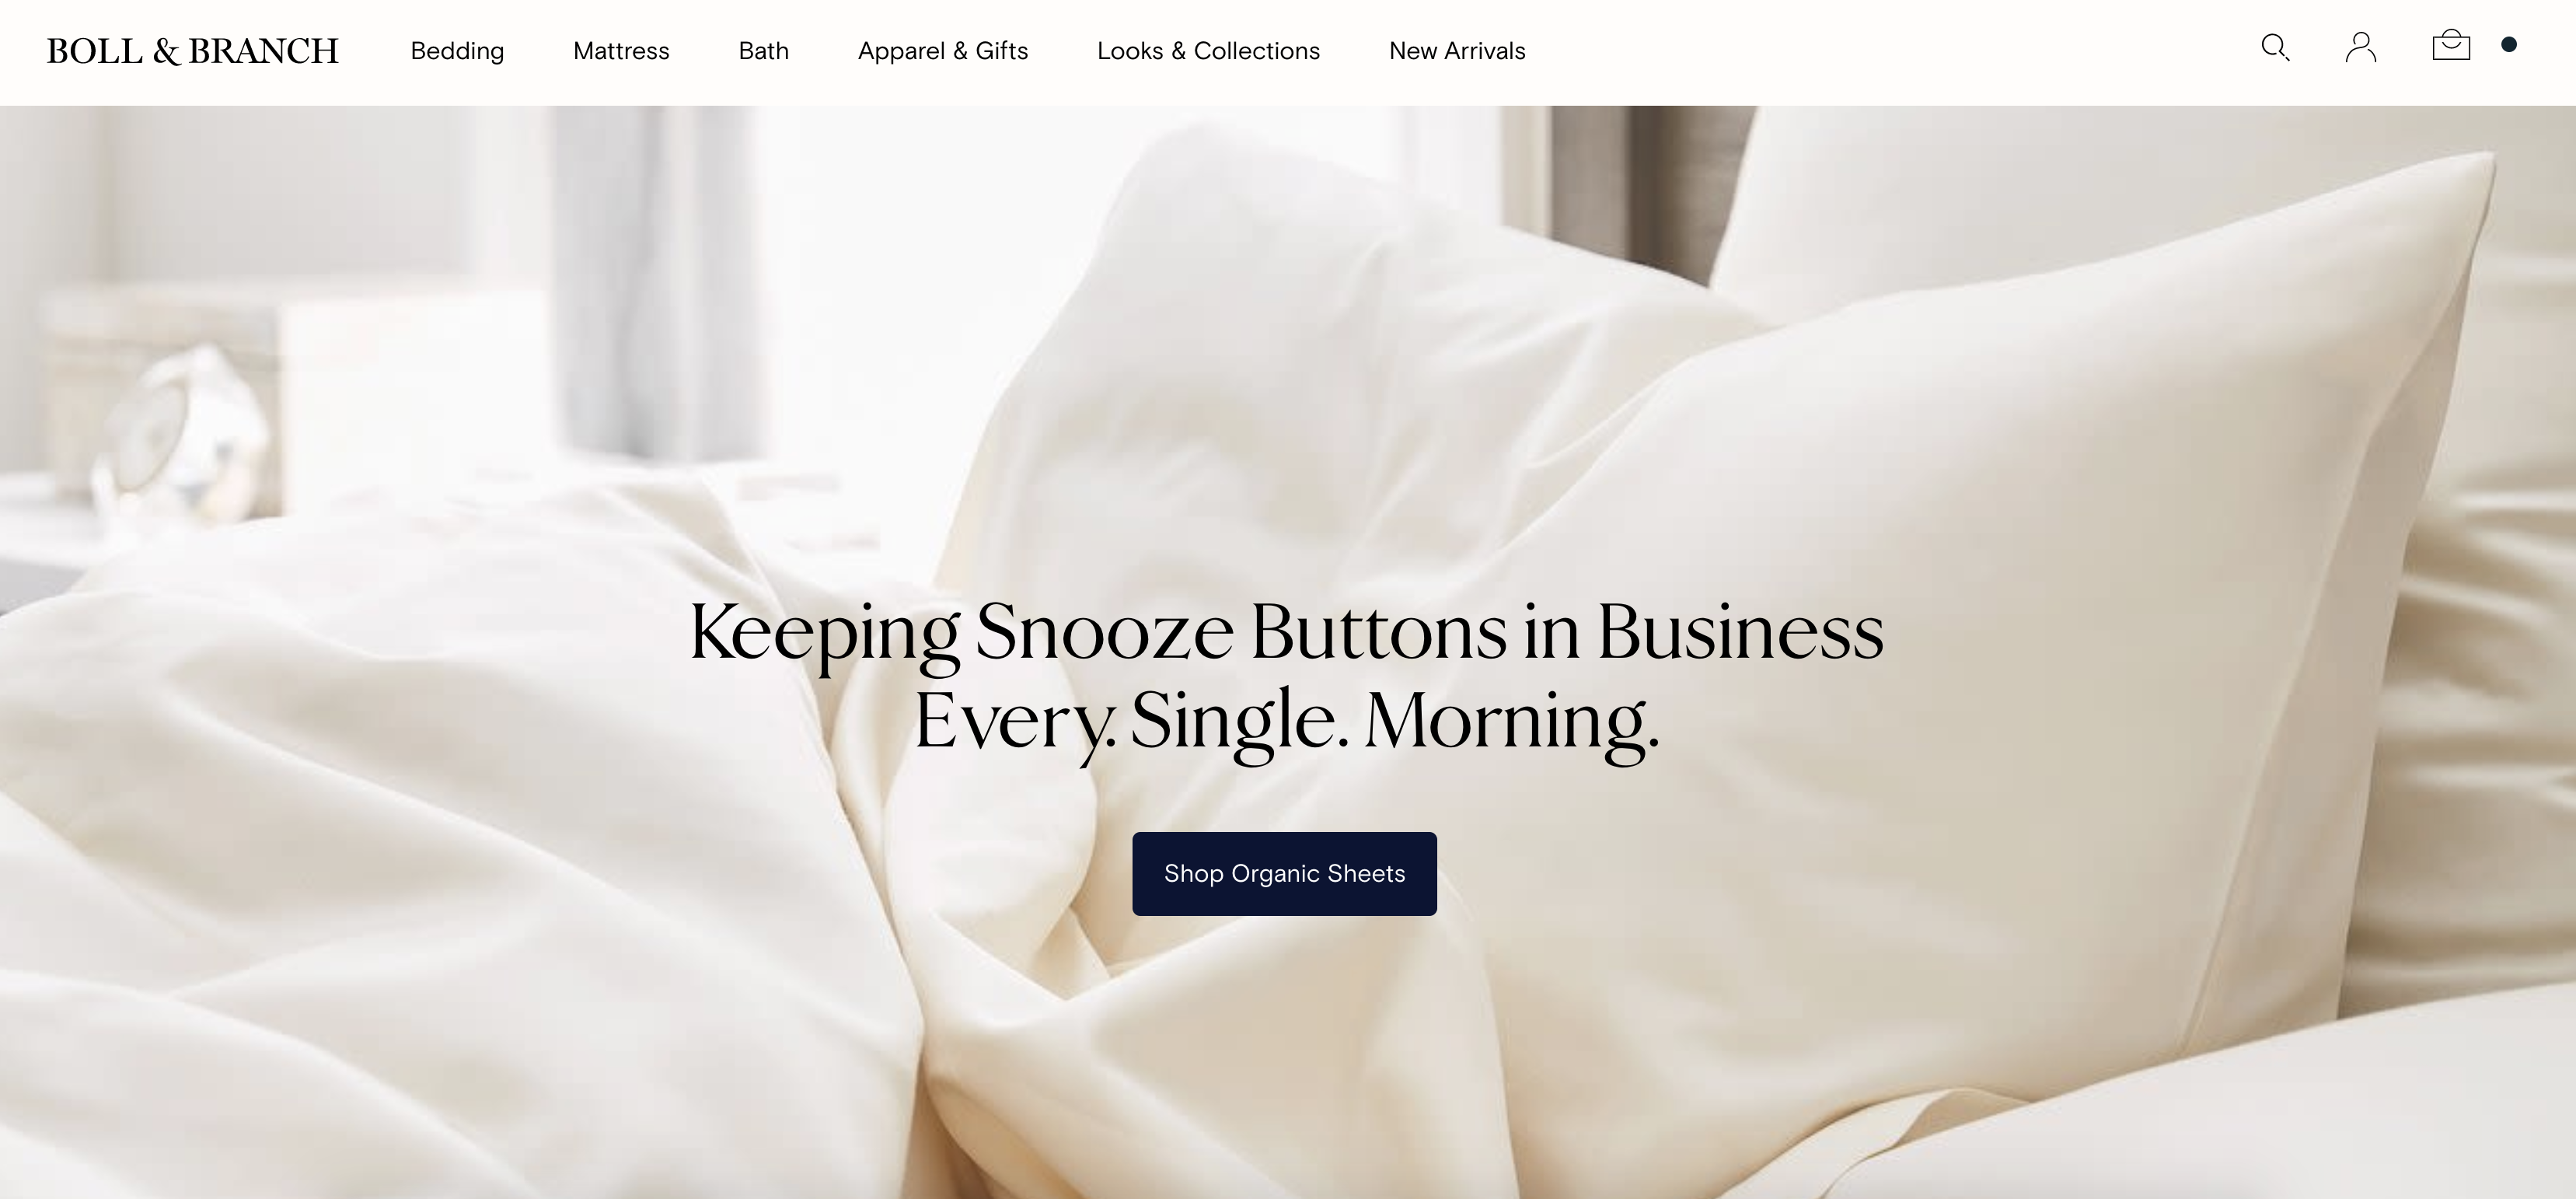 BOLL & BRANCH
Bedding
Mattress
Bath
Apparel & Gifts
Looks & Collections
New Arrivals
Keeping Snooze Buttons in Business
Every. Single. Morning.
Shop Organic Sheets